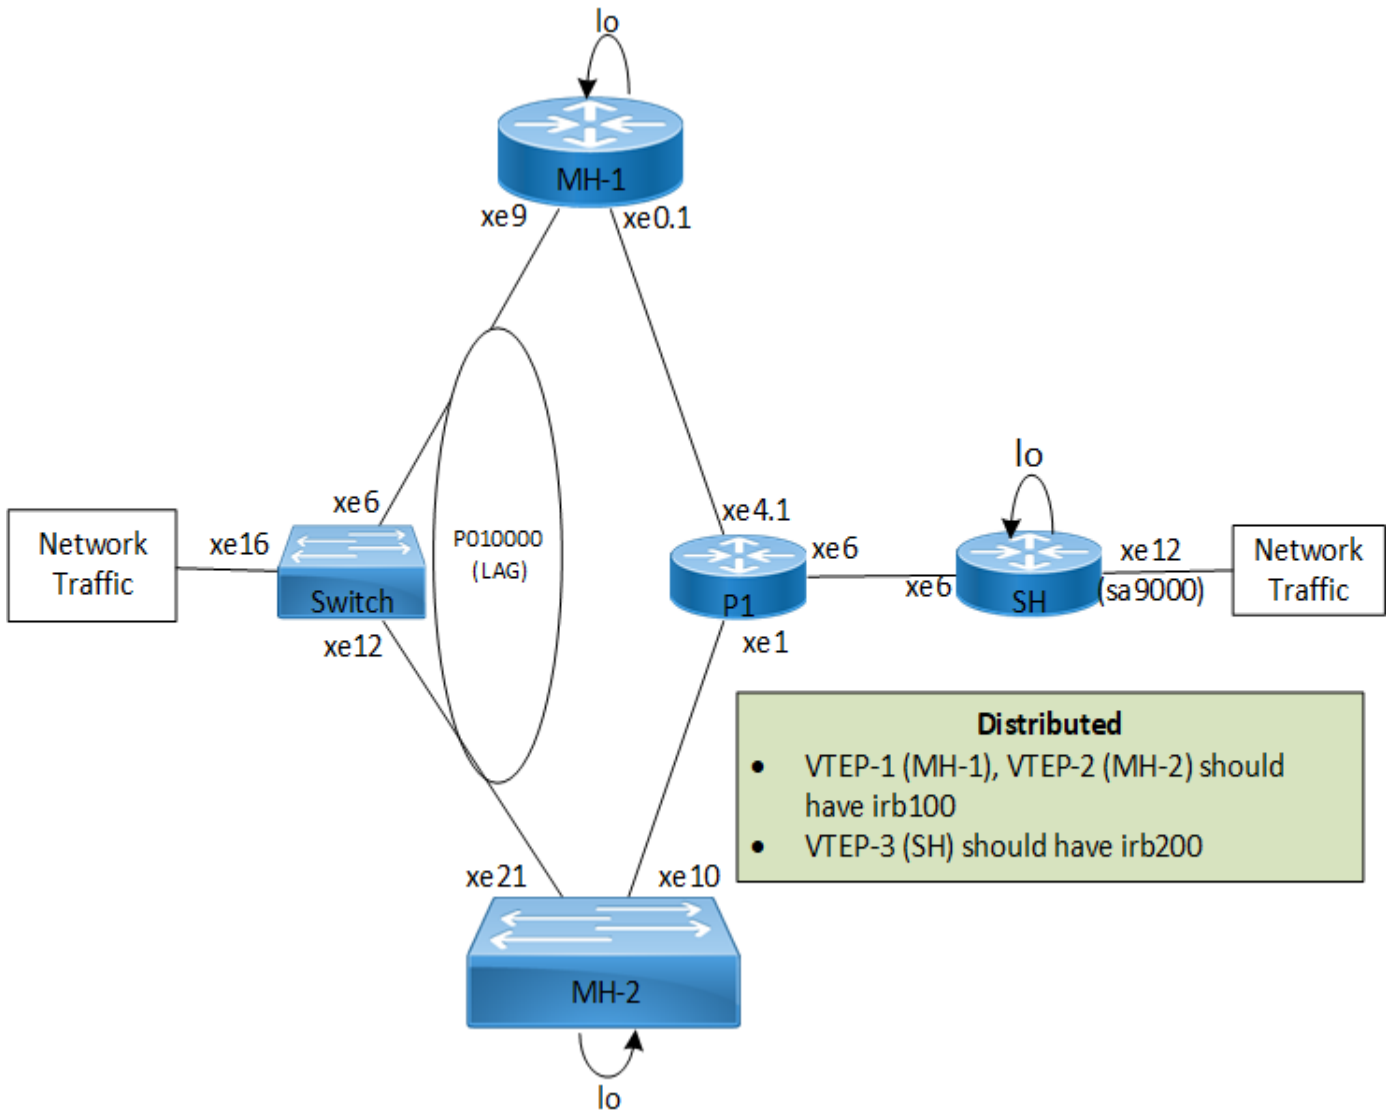 lo
MH-1
xe9
xe0.1
xe6
P010000
(LAG)
lo
xe4.1
Network
Traffic
xe16
Switch
xe12
P1
xe6
xe6
SH
xe12
(sa9000)
Network
Traffic
xe1
Distributed
• VTEP-1 (MH-1), VTEP-2 (MH-2) should
have irb100
• VTEP-3 (SH) should have irb200
xe21
xe10
MH-2
lo